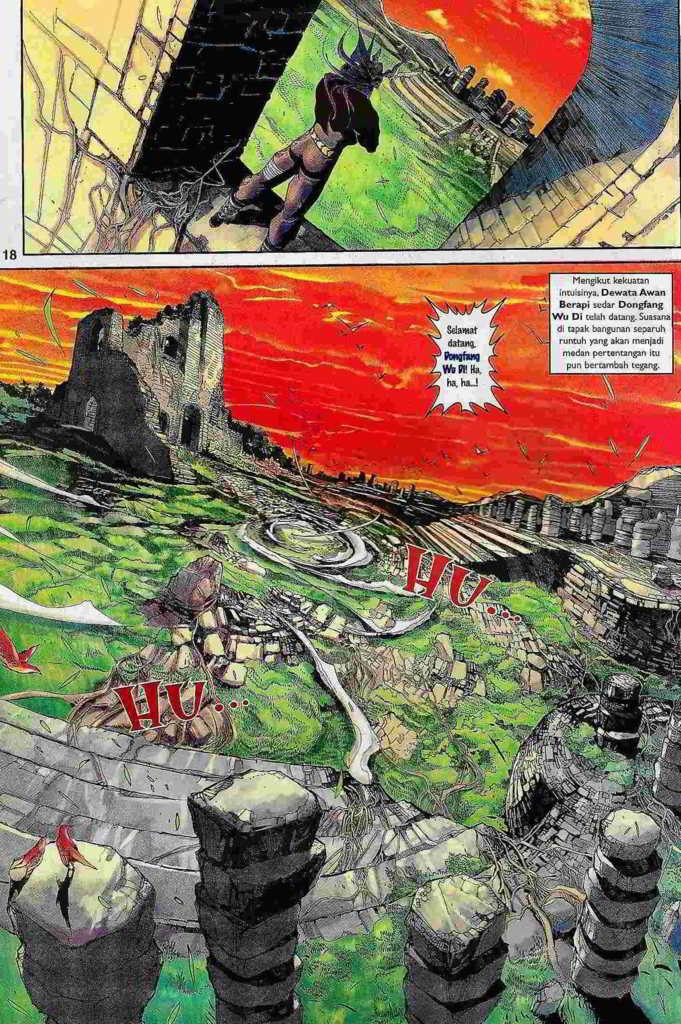 18
Mengikut kekuatan
intuisinya, Dewata Awan
Berapi sedar Dongfang
Wu Di telah datang. Suasana
di tapak bangunan separuh
runtuh yang akan menjadi
medan pertentangan itu
pun bertambah tegang.
Selamat
datang,
Dongfang
Wu Di! Ha,
ha, ha...!
HU...
HU...